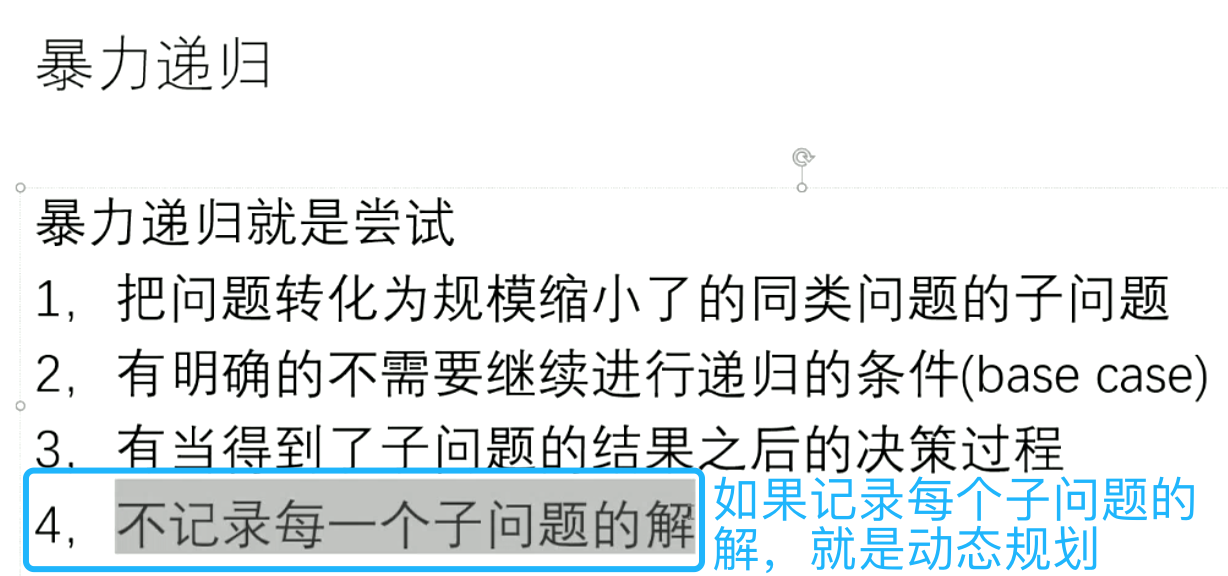 暴力递归
暴力递归就是尝试
1，把问题转化为规模缩小了的同类问题的子问题
2，有明确的不需要继续进行递归的条件(base case)
3，有当得到了子问题的结果之后的决策过程
4，不记录每一个子问题的解
如果记录每个子问题的
解，就是动态规划